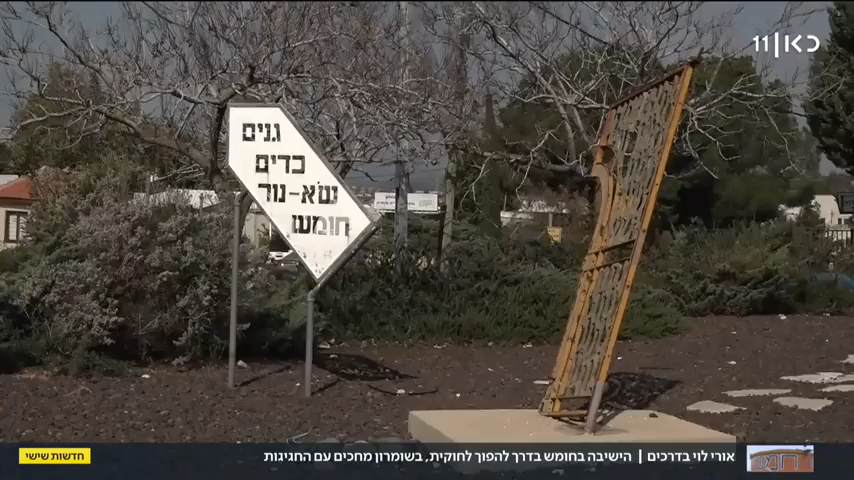 כאן|11
גנים
כדים
שא-נור
חומש
אורי לוי בדרכים | הישיבה בחומש בדרך להפוך לחוקית, בשומרון מחכים עם החגיגות
חדשות שישי